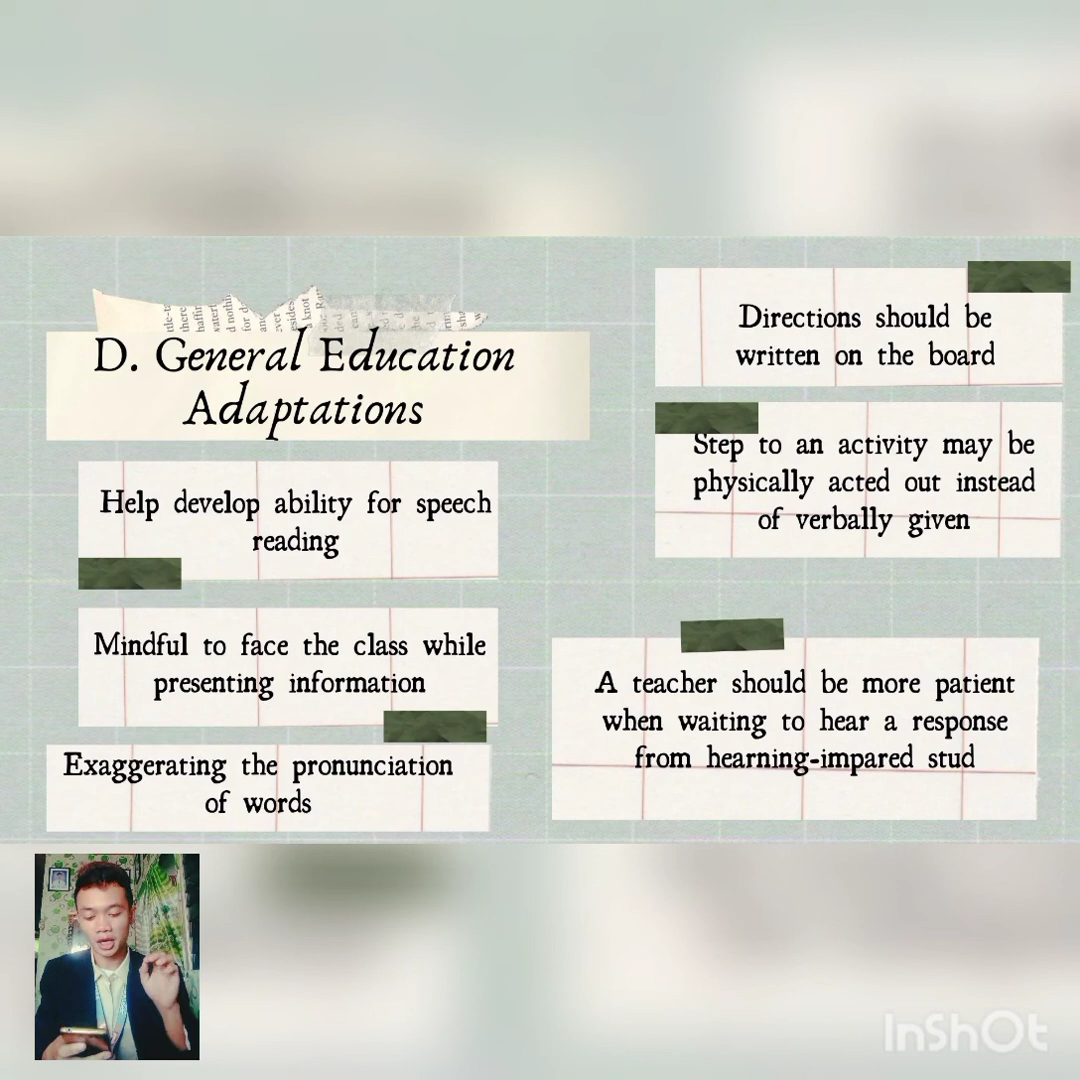 D. General Education
Adaptations
Help develop ability for speech
reading
Mindful to face the class while
presenting information
Exaggerating the pronunciation
of words
Directions should be
written on the board
Step to an activity may be
physically acted out instead
of verbally given
A teacher should be more patient
when waiting to hear a response
from hearning-impared stud
InShOt